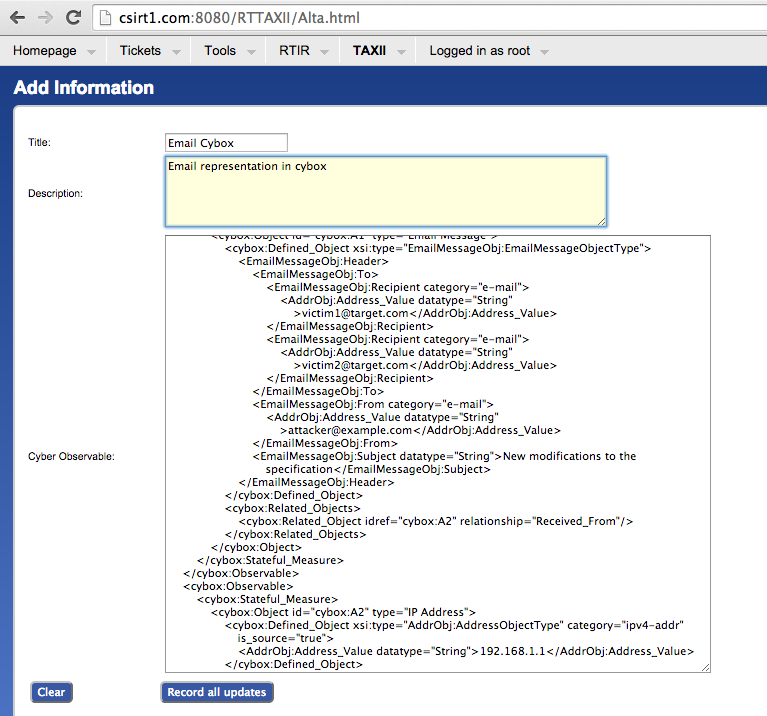 csirt1.com:8080/RTTAXII/Alta.html
Homepage Tickets Tools RTIR TAXII Logged in as root
Add Information
Title: Email Cybox
Description: Email representation in cybox
Cyber Observable:
<cybox:Object id="cybox:A1" type="Email Message">
<cybox:Defined_Object xsi:type="EmailMessageObj:EmailMessageObjectType">
<EmailMessageObj:Header>
<EmailMessageObj:To>
<EmailMessageObj:Recipient category="e-mail">
<AddrObj:Address_Value datatype="String"
>victim1@target.com</AddrObj:Address_Value>
</EmailMessageObj:Recipient>
<EmailMessageObj:Recipient category="e-mail">
<AddrObj:Address_Value datatype="String"
>victim2@target.com</AddrObj:Address_Value>
</EmailMessageObj:Recipient>
</EmailMessageObj:To>
<EmailMessageObj:From category="e-mail">
<AddrObj:Address_Value datatype="String"
>attacker@example.com</AddrObj:Address_Value>
</EmailMessageObj:From>
<EmailMessageObj:Subject datatype="String">New modifications to the
specification</EmailMessageObj:Subject>
</EmailMessageObj:Header>
</cybox:Defined_Object>
<cybox:Related_Objects>
<cybox:Related_Object idref="cybox:A2" relationship="Received_From"/>
</cybox:Related_Objects>
</cybox:Object>
</cybox:Stateful_Measure>
</cybox:Observable>
<cybox:Observable>
<cybox:Stateful_Measure>
<cybox:Object id="cybox:A2" type="IP Address">
<cybox:Defined_Object xsi:type="AddrObj:AddressObjectType" category="ipv4-addr"
is_source="true">
<AddrObj:Address_Value datatype="String">192.168.1.1</AddrObj:Address_Value>
</cybox:Defined_Object>
Clear Record all updates